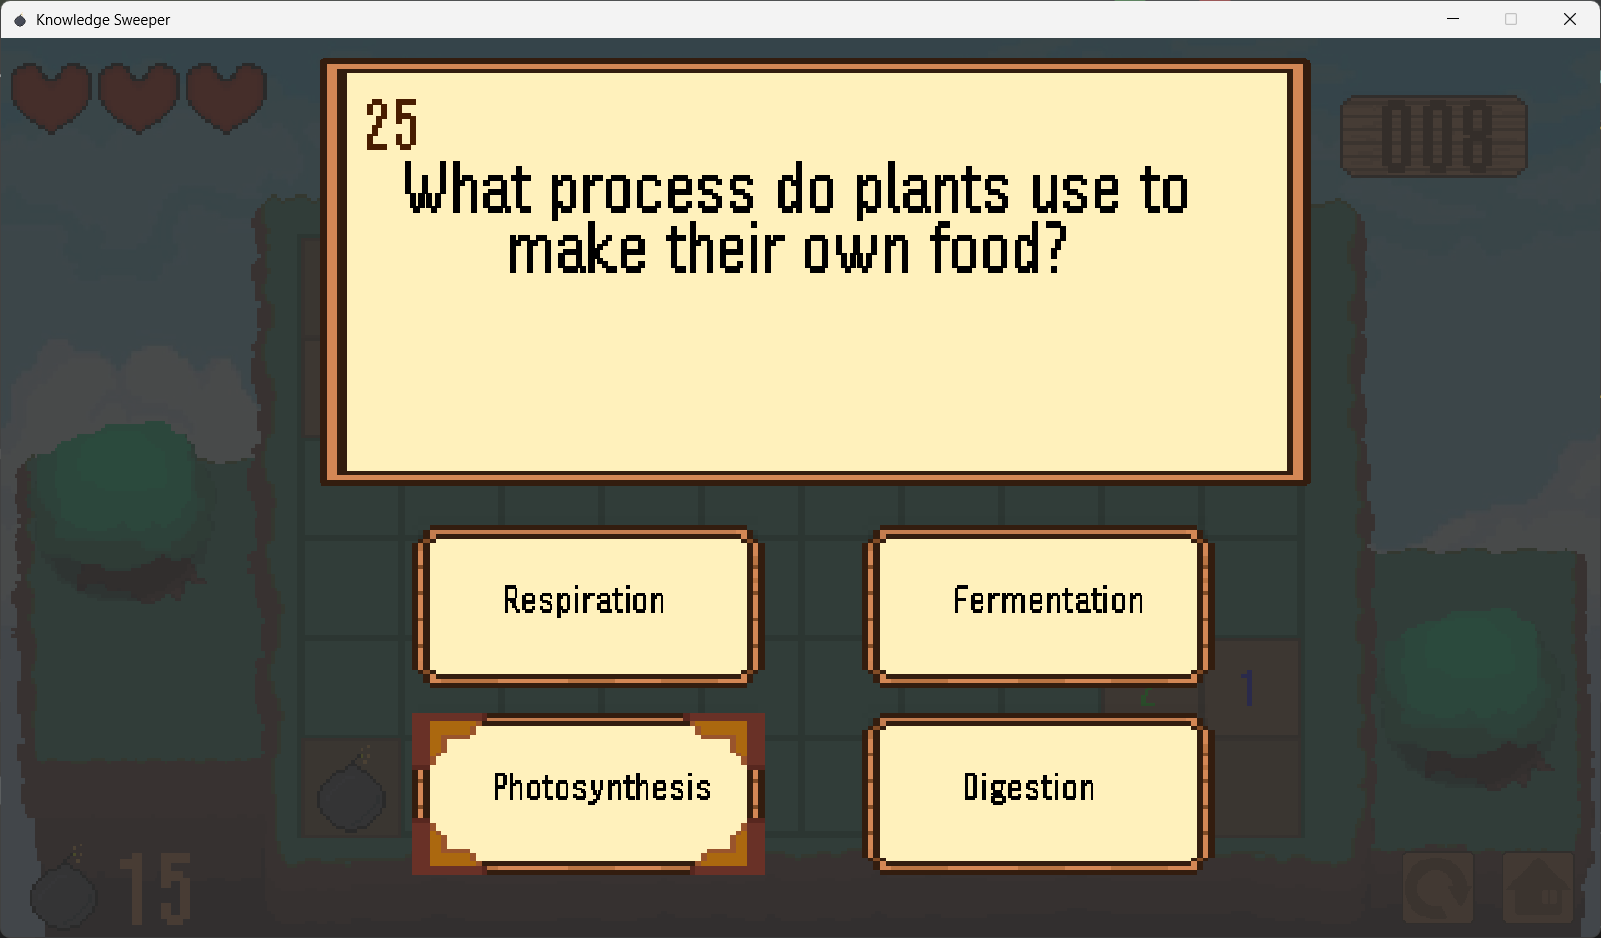 Knowledge Sweeper
008
25
What process do plants use to
make their own food?
Respiration
Fermentation
2
1
Photosynthesis
Digestion
15